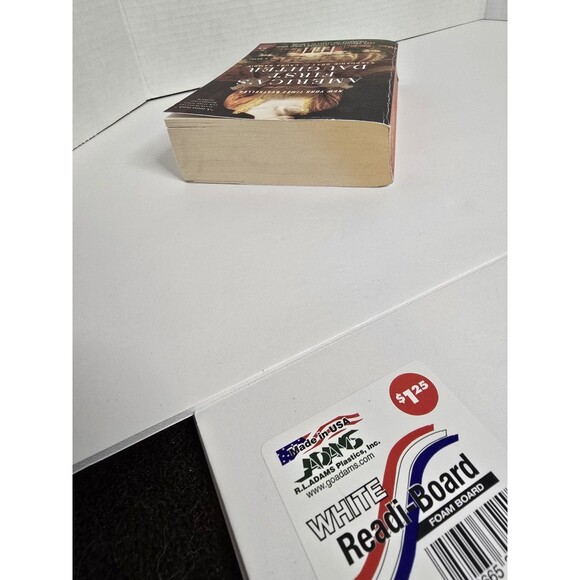 NEW YORK TIMES BESTSELLER
AMERICA'S
FIRST
DAUGHTER
$1.25
Made in USA
ADAMS
R.L.ADAMS Plastics, Inc.
www.goadams.com
WHITE
Readi-Board
FOAM BOARD